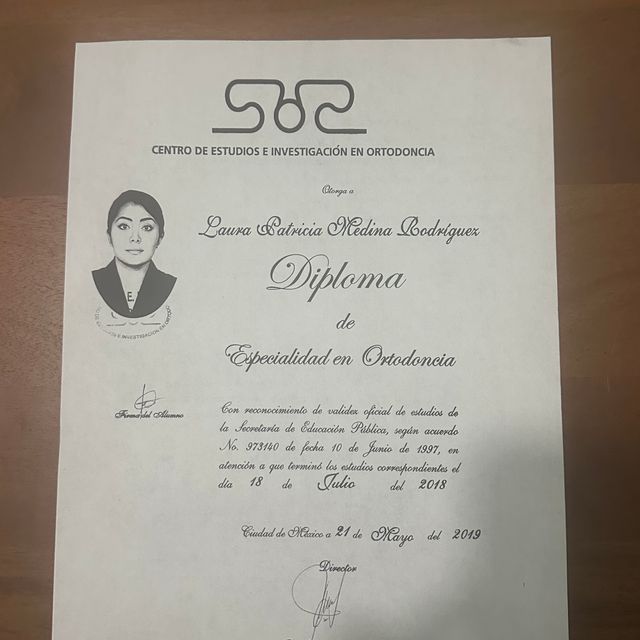 CENTRO DE ESTUDIOS E INVESTIGACIÓN EN ORTODONCIA
Otorga a
Laura Patricia Medina Rodríguez
Diploma
de
Especialidad en Ortodoncia
E INVESTIGACIÓN EN ORTODO
Firma del Alumno
Con reconocimiento de validez oficial de estudios de
la Secretaría de Educación Pública, según acuerdo
No. 973140 de fecha 10 de Junio de 1997, en
atención a que terminó los estudios correspondientes el
día 18 de Julio del 2018
Ciudad de México a 21 de Mayo del 2019
Director